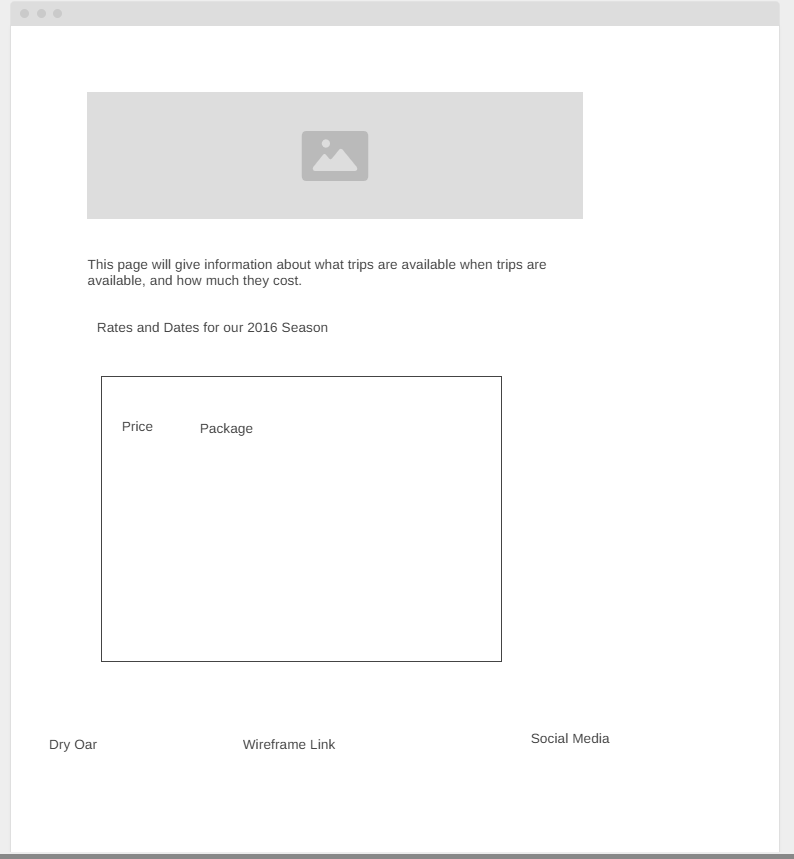 This page will give information about what trips are available when trips are
available, and how much they cost.
Rates and Dates for our 2016 Season
Price
Package
Dry Oar
Wireframe Link
Social Media